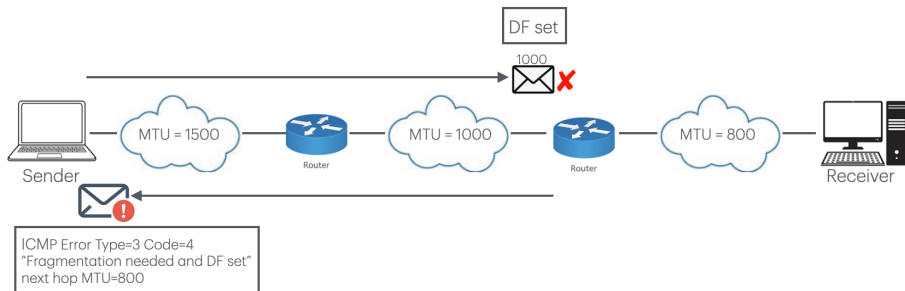 DF set
1000
MTU = 1500
MTU = 1000
MTU = 800
Router
Router
Sender
Receiver
ICMP Error Type=3 Code=4
"Fragmentation needed and DF set"
next hop MTU=800